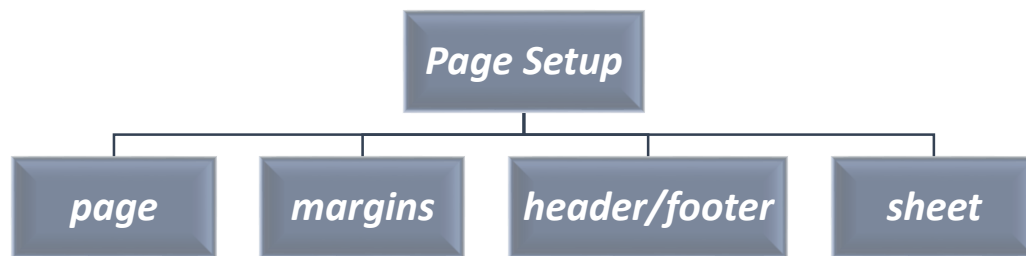 Page Setup
page
margins
header/footer
sheet